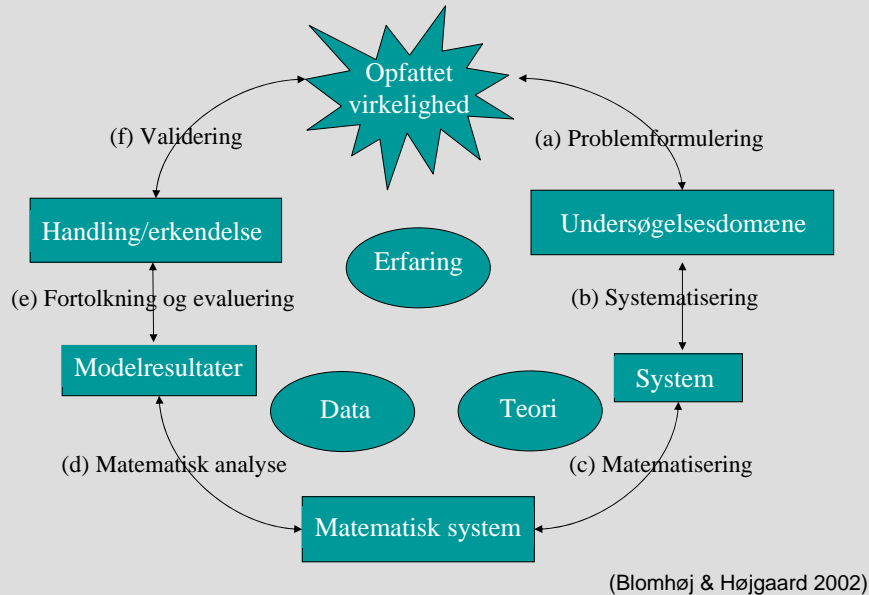 Opfattet
virkelighed
(f) Validering
(a) Problemformulering
Handling/erkendelse
Undersøgelsesdomæne
Erfaring
(e) Fortolkning og evaluering
(b) Systematisering
Modelresultater
System
Data
Teori
(d) Matematisk analyse
(c) Matematisering
Matematisk system
(Blomhøj & Højgaard 2002)